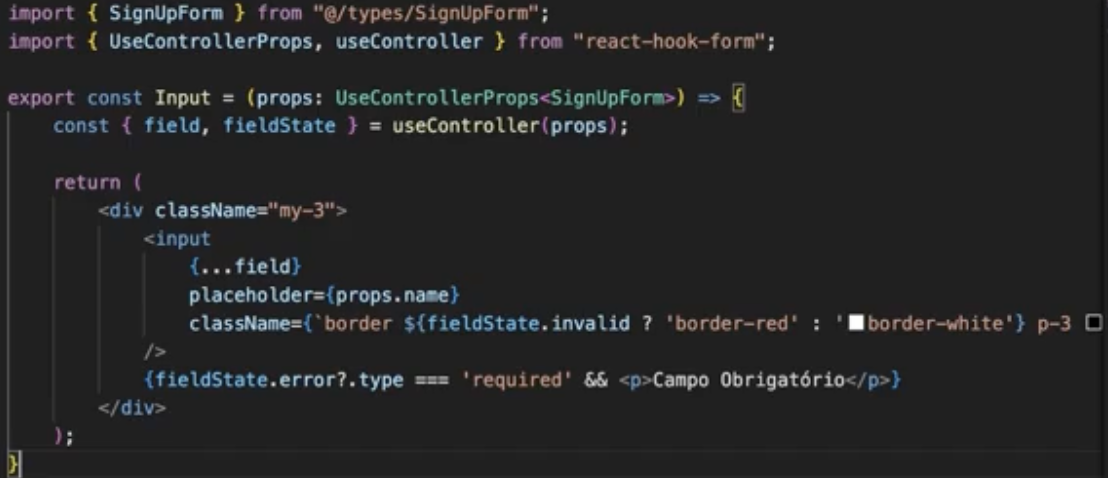 import { SignUpForm } from "@/types/SignUpForm";
import { UseControllerProps, useController } from "react-hook-form";
export const Input = (props: UseControllerProps<SignUpForm>) => {
const { field, fieldState } = useController(props);
return (
<div className="my-3">
<input
{...field}
placeholder={props.name}
className={`border ${fieldState.invalid ? 'border-red' : 'border-white'} p-3
/>
{fieldState.error?.type === 'required' && <p>Campo Obrigatório</p>}
</div>
);
}